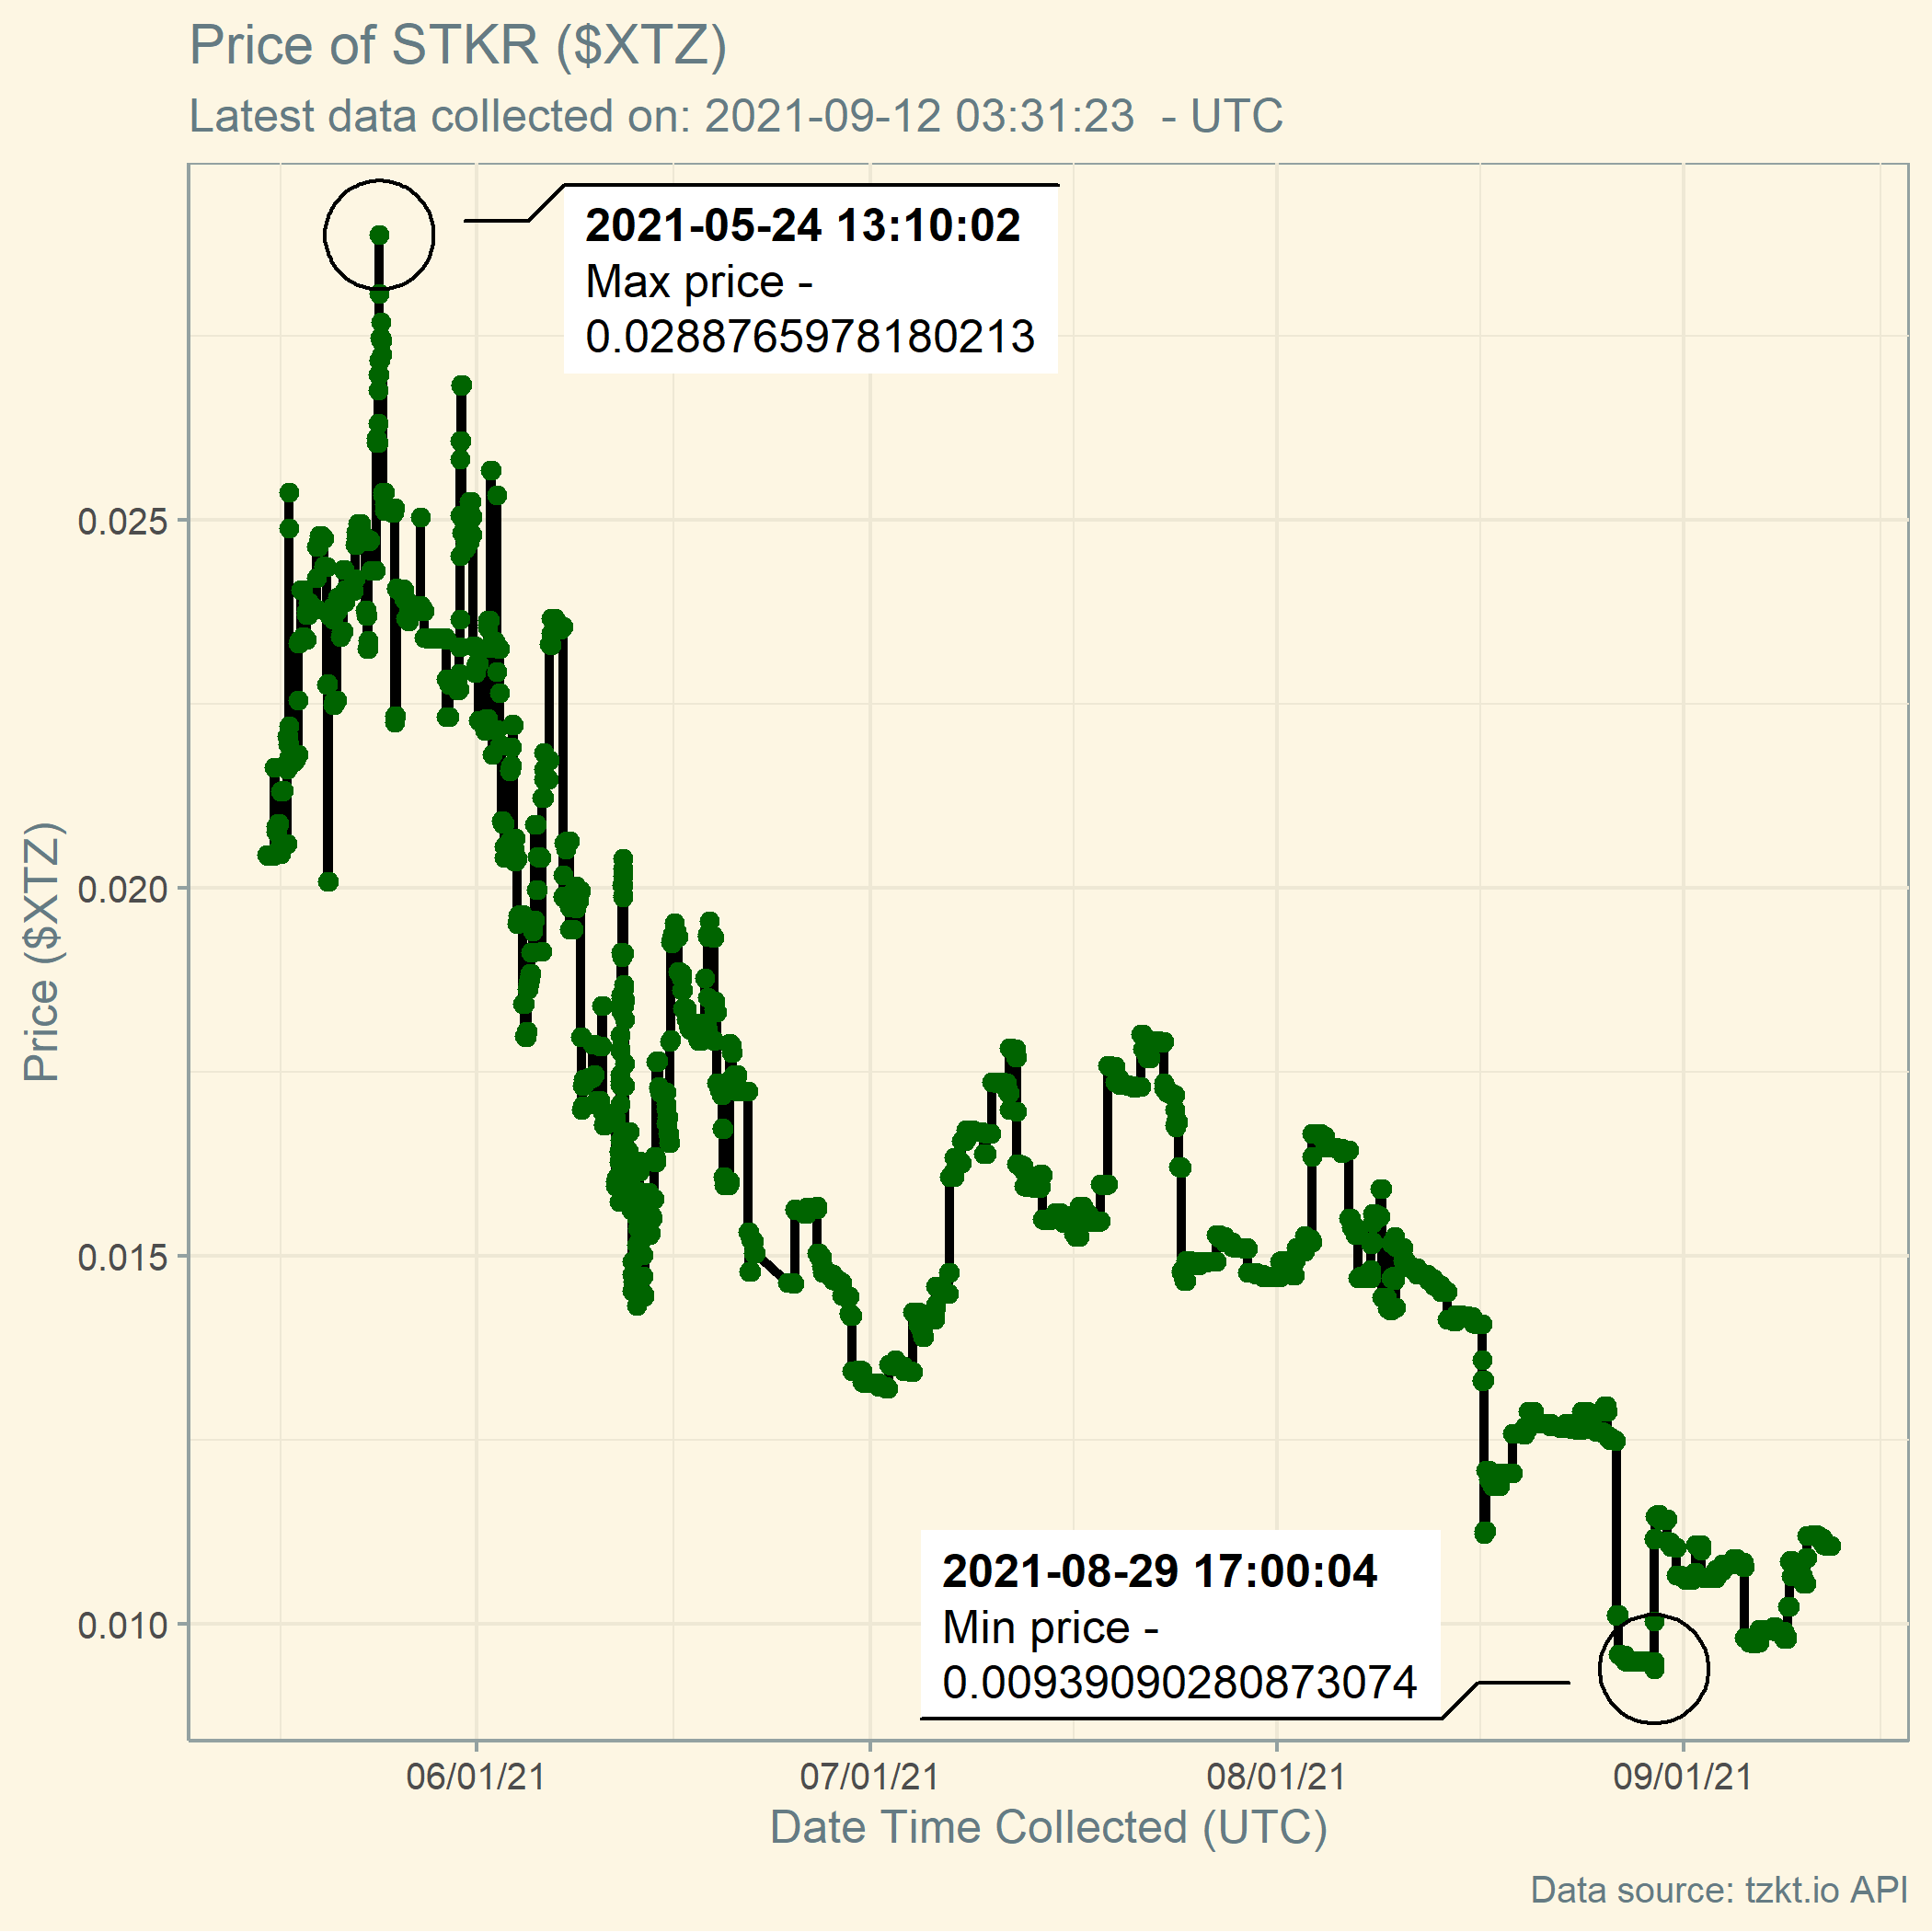 Price of STKR ($XTZ)
Latest data collected on: 2021-09-12 03:31:23  - UTC
2021-05-24 13:10:02
Max price -
0.0288765978180213
0.025
0.020
0.015
0.010
Price ($XTZ)
2021-08-29 17:00:04
Min price -
0.00939090280873074
06/01/21
07/01/21
08/01/21
09/01/21
Date Time Collected (UTC)
Data source: tzkt.io API